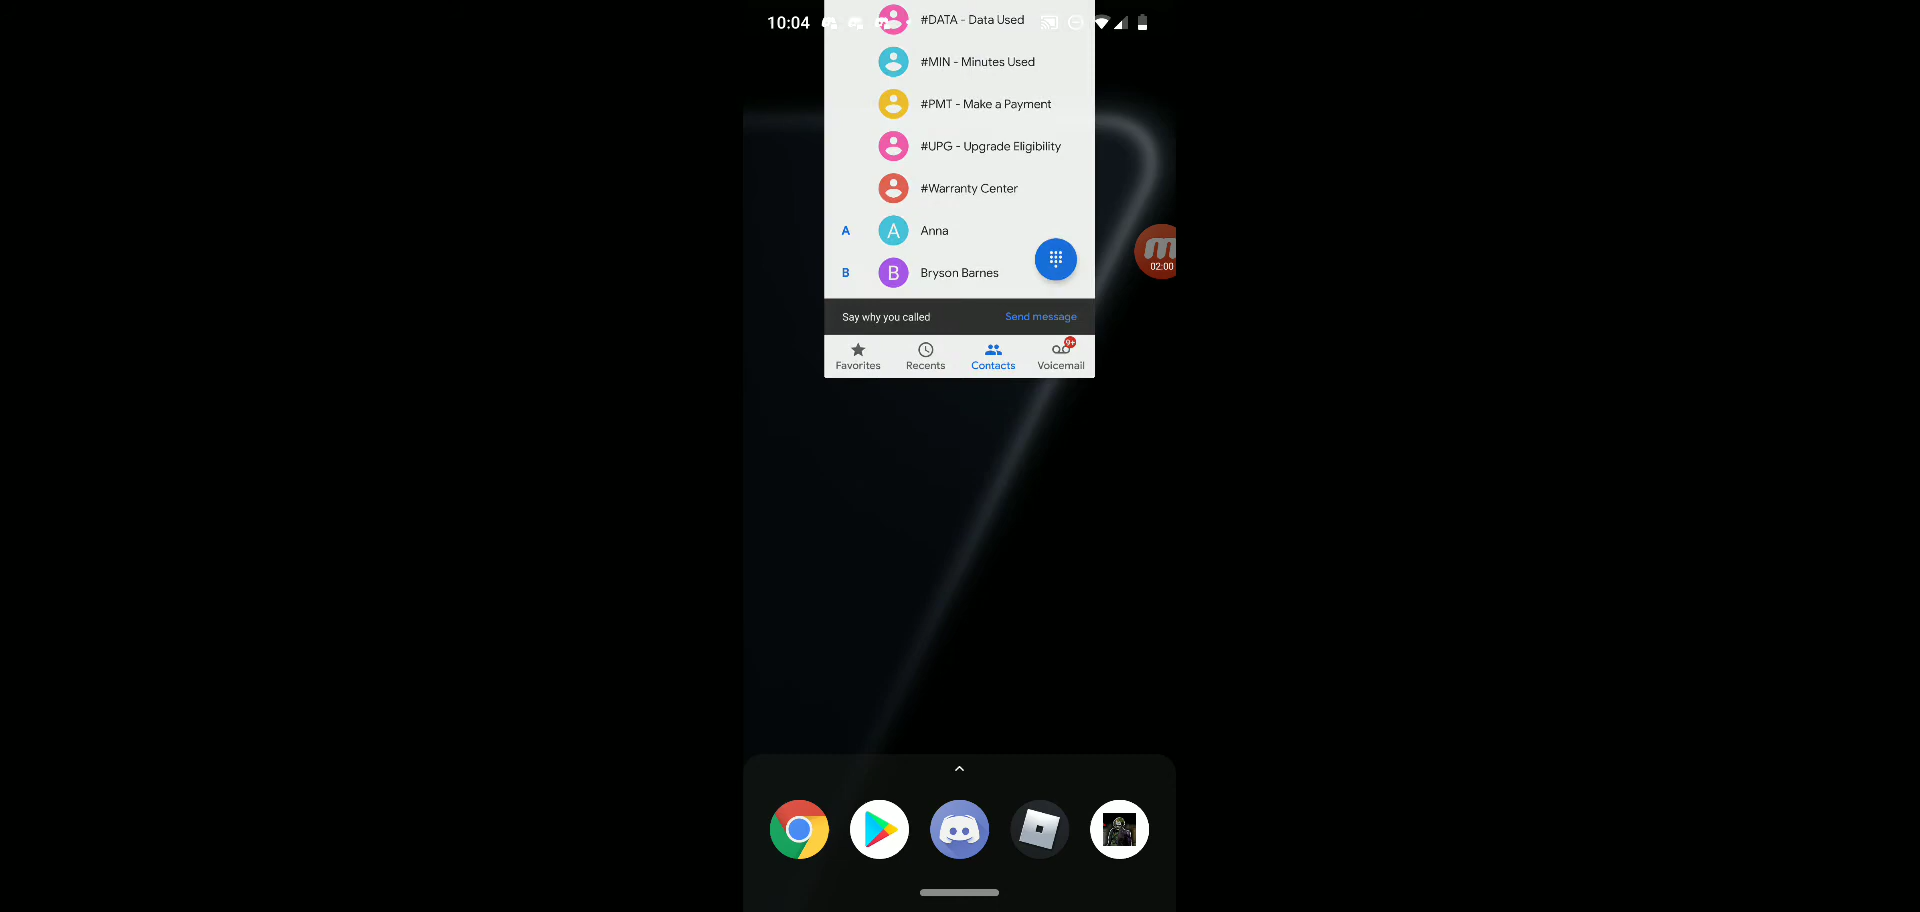 10:04
#DATA - Data Used
#MIN - Minutes Used
#PMT - Make a Payment
#UPG - Upgrade Eligibility
#Warranty Center
A
A
Anna
B
B
Bryson Barnes
02:00
Say why you called
Send message
9+
Favorites
Recents
Contacts
Voicemail